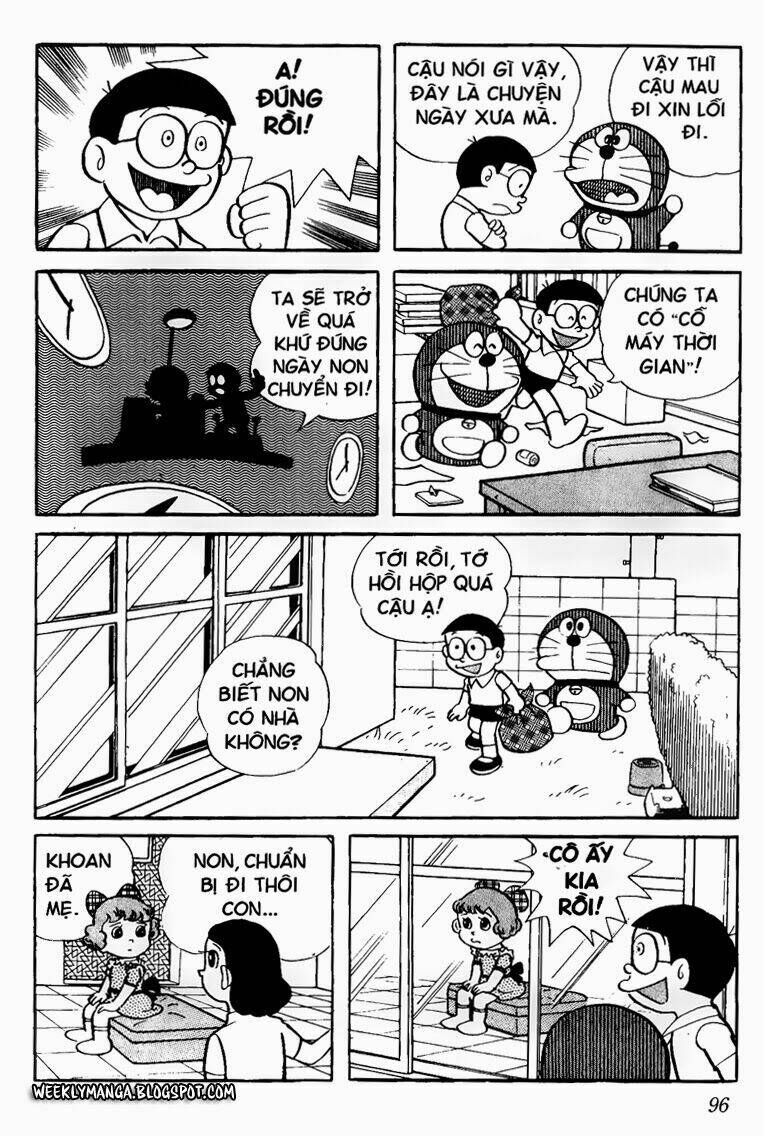 VẬY THÌ
CẬU MAU
ĐI XIN LỖI
ĐI.
CẬU NÓI GÌ VẬY,
ĐÂY LÀ CHUYỆN
NGÀY XƯA MÀ.
A!
ĐÚNG
RỒI!
CHÚNG TA
CÓ “CỖ
MÁY THỜI
GIAN”!
TA SẼ TRỞ
VỀ QUÁ
KHỨ ĐÚNG
NGÀY NON
CHUYỂN ĐI!
TỚI RỒI, TỚ
HỒI HỘP QUÁ
CẬU Ạ!
CHẲNG
BIẾT NON
CÓ NHÀ
KHÔNG?
CÔ ẤY
KIA
RỒI!
NON, CHUẨN
BỊ ĐI THÔI
CON...
KHOAN
ĐÃ
MẸ.
WEEKLYMANGA.BLOGSPOT.COM
96